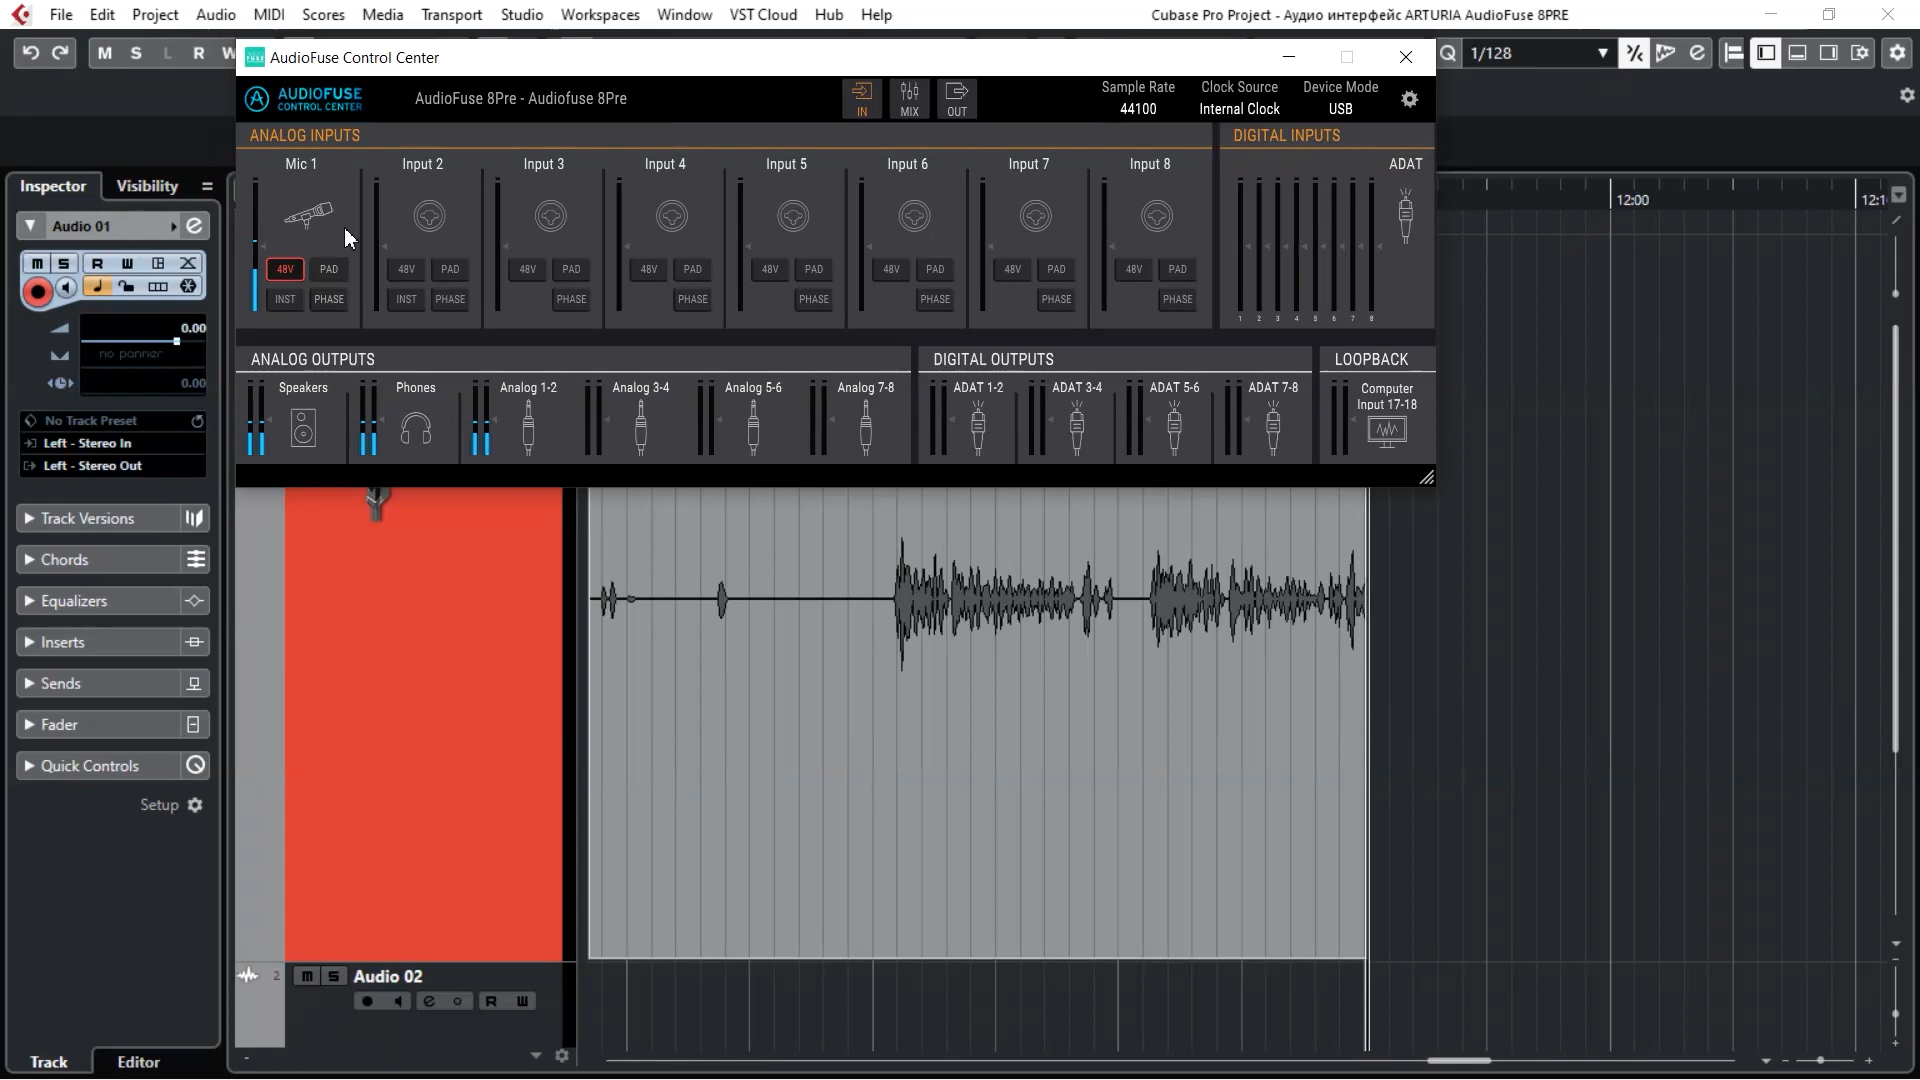 File Edit Project Audio MIDI Scores Media Transport Studio Workspaces Window VST Cloud Hub Help Cubase Pro Project - Аудио интерфейс ARTURIA AudioFuse 8PRE
M S L R W Q 1/128
AudioFuse Control Center
AUDIOFUSE
CONTROL CENTER
AudioFuse 8Pre - Audiofuse 8Pre
IN MIX OUT
Sample Rate Clock Source Device Mode
44100 Internal Clock USB
ANALOG INPUTS DIGITAL INPUTS
Mic 1 Input 2 Input 3 Input 4 Input 5 Input 6 Input 7 Input 8 ADAT
48V PAD 48V PAD 48V PAD 48V PAD 48V PAD 48V PAD 48V PAD 48V PAD
INST PHASE INST PHASE PHASE PHASE PHASE PHASE PHASE PHASE
1 2 3 4 5 6 7 8
ANALOG OUTPUTS DIGITAL OUTPUTS LOOPBACK
Speakers Phones Analog 1-2 Analog 3-4 Analog 5-6 Analog 7-8 ADAT 1-2 ADAT 3-4 ADAT 5-6 ADAT 7-8 Computer
Input 17-18
12:00 12:1
Inspector Visibility
Audio 01 e
M S R W
0.00
no panner
0.00
No Track Preset
Left - Stereo In
Left - Stereo Out
Track Versions
Chords
Equalizers
Inserts
Sends
Fader
Quick Controls
Setup
2 M S Audio 02
e R W
Track Editor